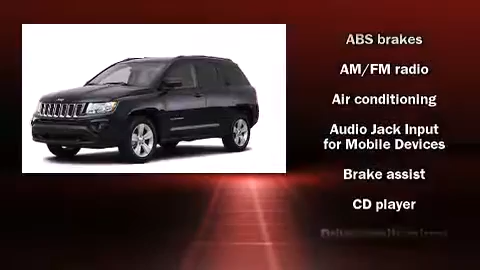 ABS brakes
AM/FM radio
Air conditioning
Audio Jack Input
for Mobile Devices
Brake assist
CD player